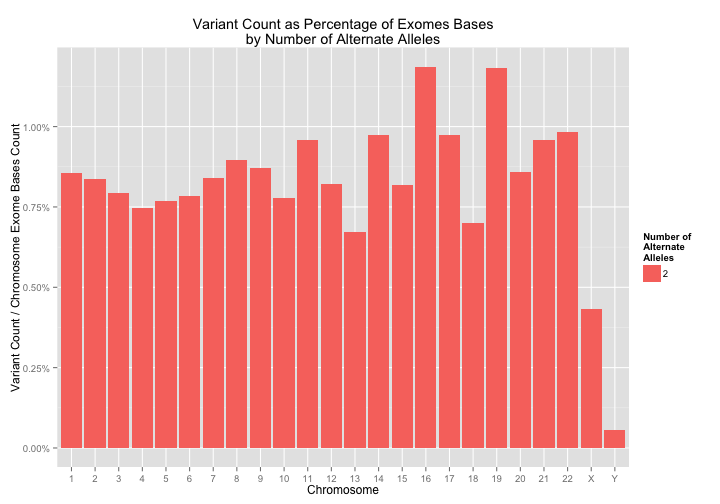 Variant Count as Percentage of Exomes Bases
by Number of Alternate Alleles
Variant Count / Chromosome Exome Bases Count
1.00%
0.75%
0.50%
0.25%
0.00%
1 2 3 4 5 6 7 8 9 10 11 12 13 14 15 16 17 18 19 20 21 22 X Y
Chromosome
Number of
Alternate
Alleles
2